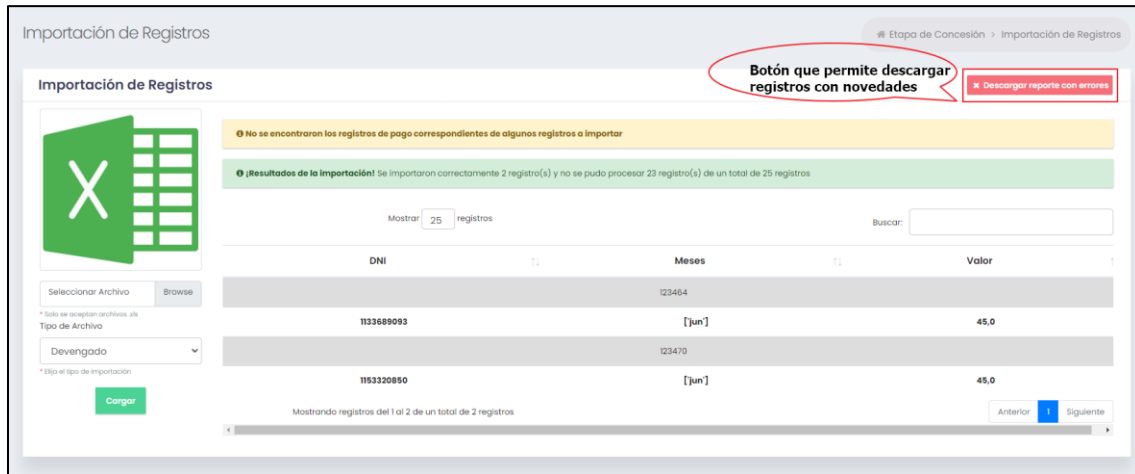 Importación de Registros
Etapa de Concesión > Importación de Registros
Botón que permite descargar
registros con novedades
Importación de Registros
Descargar reporte con errores
No se encontraron los registros de pago correspondientes de algunos registros a importar
¡Resultados de la importación! Se importaron correctamente 2 registro(s) y no se pudo procesar 23 registro(s) de un total de 25 registros
Mostrar 25 registros
Buscar:
DNI Meses Valor
123464
1133689093 ['jun'] 45,0
123470
1153320850 ['jun'] 45,0
Mostrando registros del 1 al 2 de un total de 2 registros
Anterior 1 Siguiente
X
Seleccionar Archivo Browse
* Solo se aceptan archivos .xls
Tipo de Archivo
Devengado
* Elija el tipo de importación
Cargar